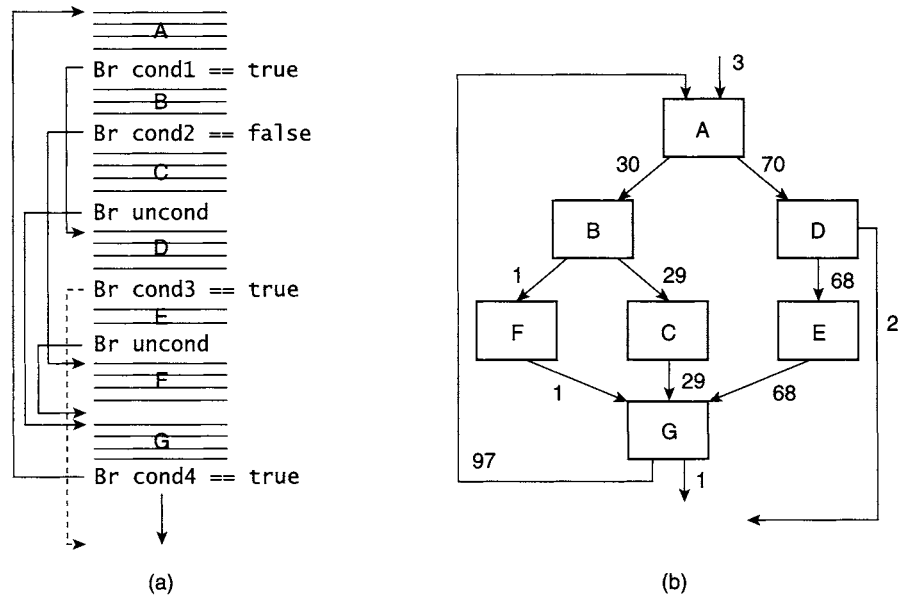 A
Br cond1 == true
B
Br cond2 == false
C
Br uncond
D
Br cond3 == true
E
Br uncond
F
G
Br cond4 == true
(a)
3
A
30
70
B
D
1
29
68
2
F
C
E
1
29
68
G
97
1
(b)